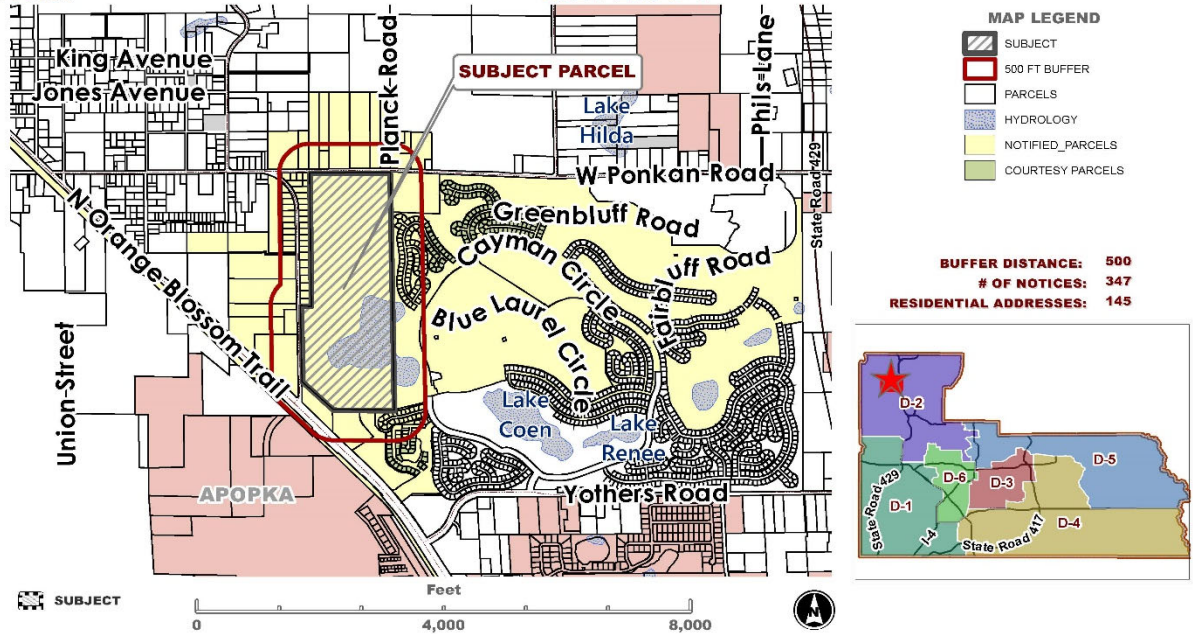 King Avenue
Jones Avenue
Planck-Road
SUBJECT PARCEL
Lake
Hilda
Phils-Lane
State Road 429
W Ponkan Road
N-Orange-Blossom-Trail
Greenbluff Road
Cayman Circle
Fairbluff Road
Blue Laurel Circle
Union-Street
Lake
Coen
Lake
Renee
APOPKA
Yothers Road
SUBJECT
Feet
0
4,000
8,000
N
MAP LEGEND
SUBJECT
500 FT BUFFER
PARCELS
HYDROLOGY
NOTIFIED_PARCELS
COURTESY PARCELS
BUFFER DISTANCE: 500
# OF NOTICES: 347
RESIDENTIAL ADDRESSES: 145
D-2
D-5
D-6
D-3
D-1
D-4
State Road 429
I-4
State Road 417